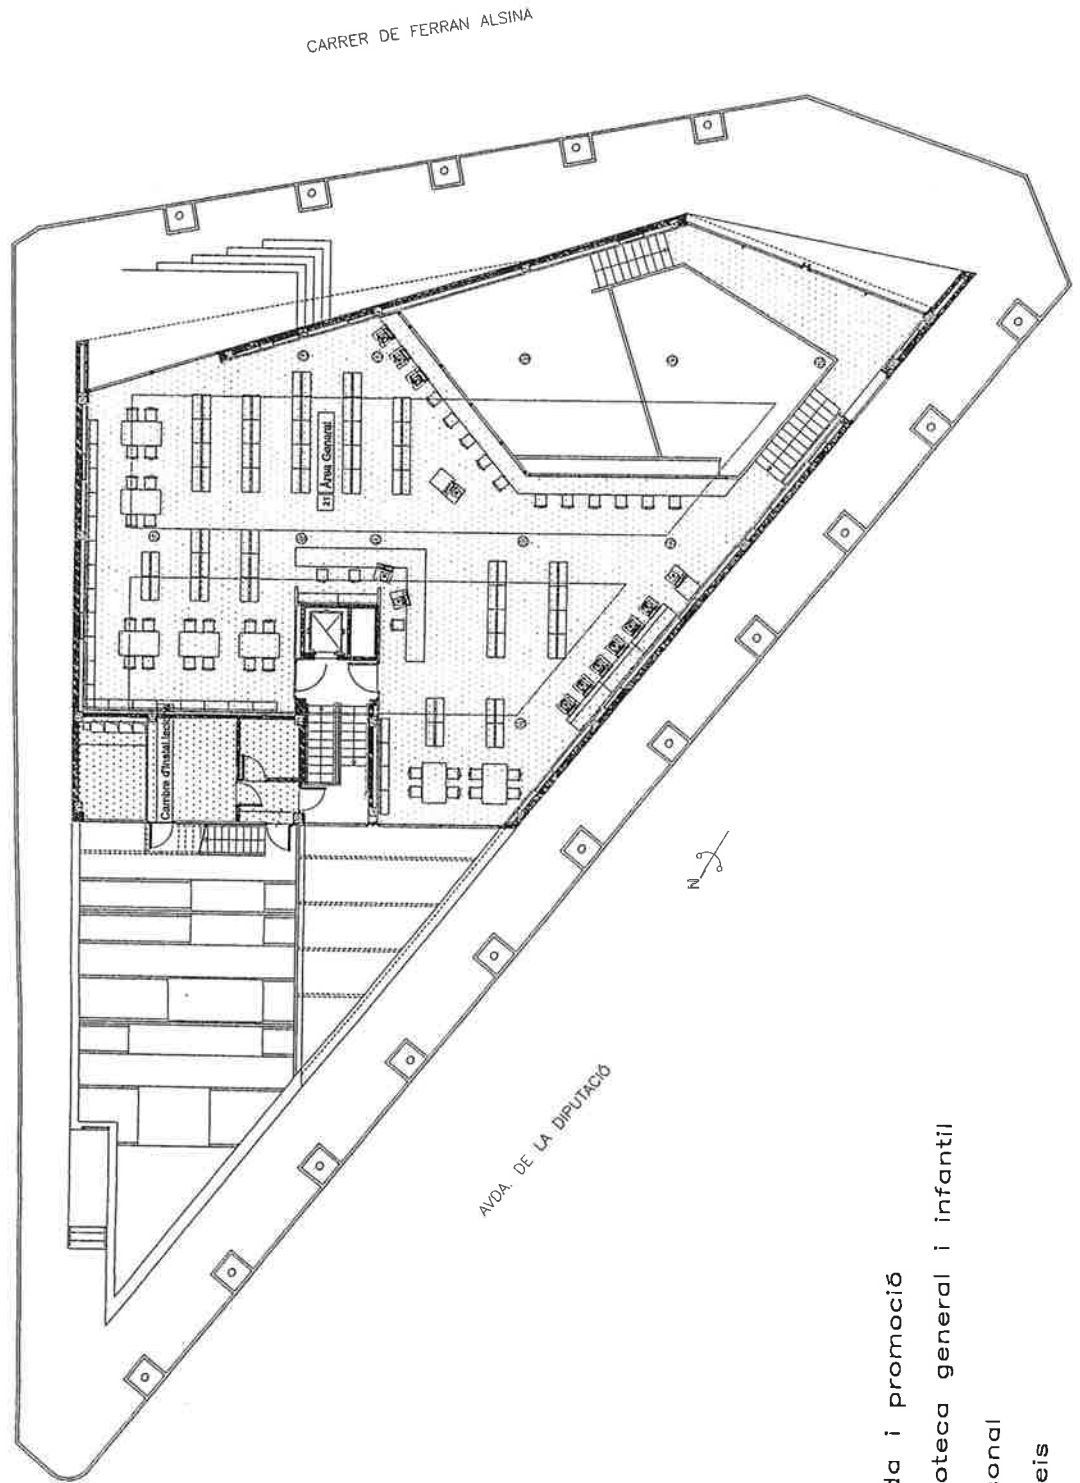 CARRER DE FERRAN ALSINA
21 Àrea General
Cambra d'instal.lacions
N
AVDA. DE LA DIPUTACIÓ
da i promoció
oteca general i infantil
onal
eis